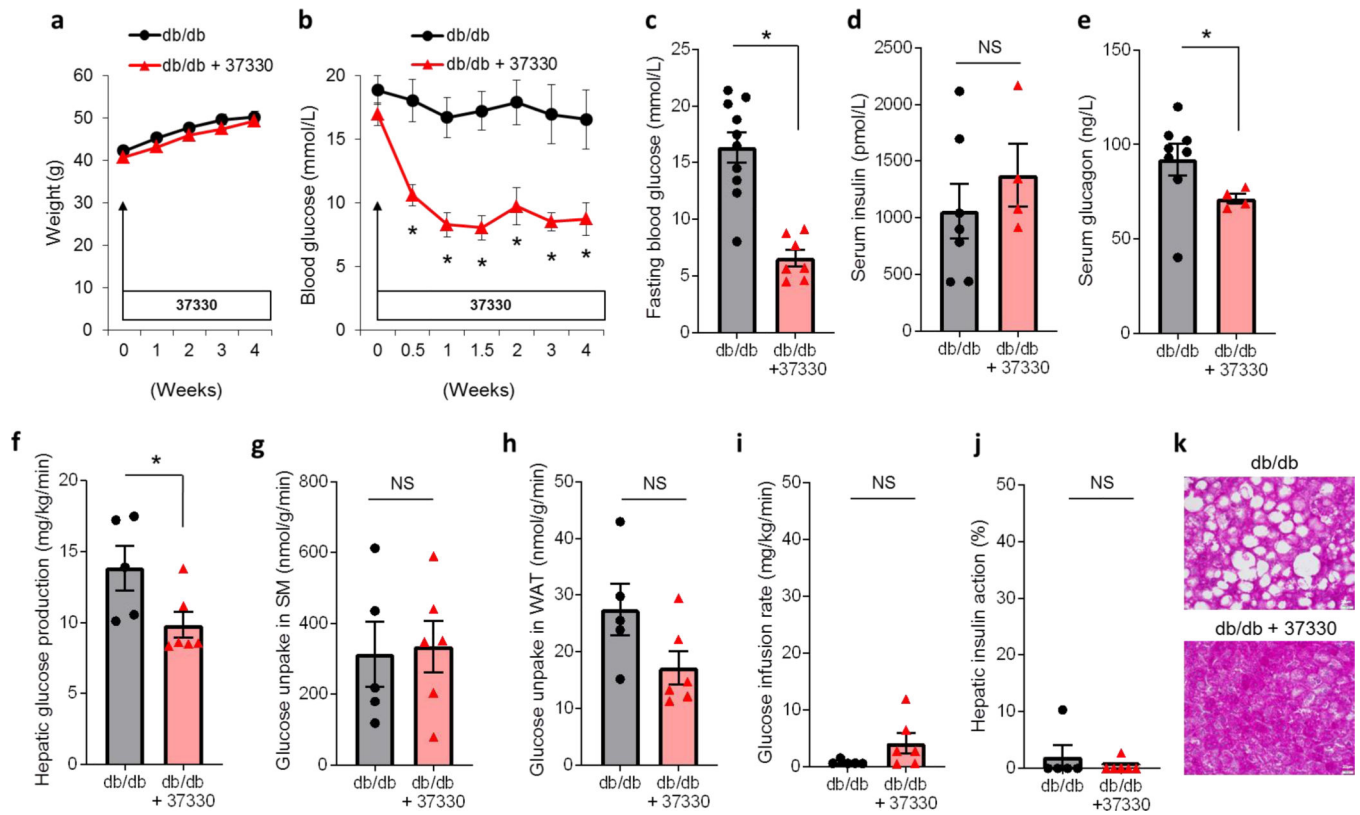 a
db/db
db/db + 37330
Weight (g)
60
50
40
30
20
10
0
37330
0 1 2 3 4
(Weeks)
b
db/db
db/db + 37330
Blood glucose (mmol/L)
20
15
10
5
0
* * * * * *
37330
0 0.5 1 1.5 2 3 4
(Weeks)
c
Fasting blood glucose (mmol/L)
25
20
15
10
5
0
*
db/db
db/db
+37330
d
Serum insulin (pmol/L)
2500
2000
1500
1000
500
0
NS
db/db
db/db
+ 37330
e
Serum glucagon (ng/L)
150
100
50
0
*
db/db
db/db
+ 37330
f
Hepatic glucose production (mg/kg/min)
20
15
10
5
0
*
db/db
db/db
+ 37330
g
Glucose unpake in SM (nmol/g/min)
800
600
400
200
0
NS
db/db
db/db
+ 37330
h
Glucose unpake in WAT (nmol/g/min)
50
40
30
20
10
0
NS
db/db
db/db
+ 37330
i
Glucose infusion rate (mg/kg/min)
50
40
30
20
10
0
NS
db/db
db/db
+ 37330
j
Hepatic insulin action (%)
50
40
30
20
10
0
NS
db/db
db/db
+37330
k
db/db
db/db + 37330